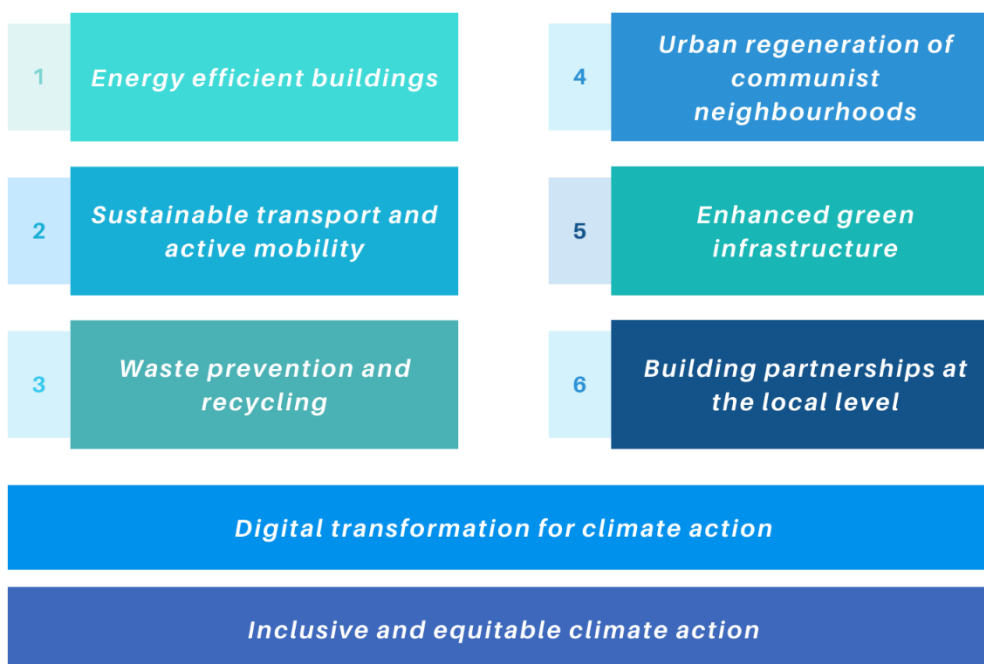 1
Energy efficient buildings
2
Sustainable transport and
active mobility
3
Waste prevention and
recycling
4
Urban regeneration of
communist
neighbourhoods
5
Enhanced green
infrastructure
6
Building partnerships at
the local level
Digital transformation for climate action
Inclusive and equitable climate action